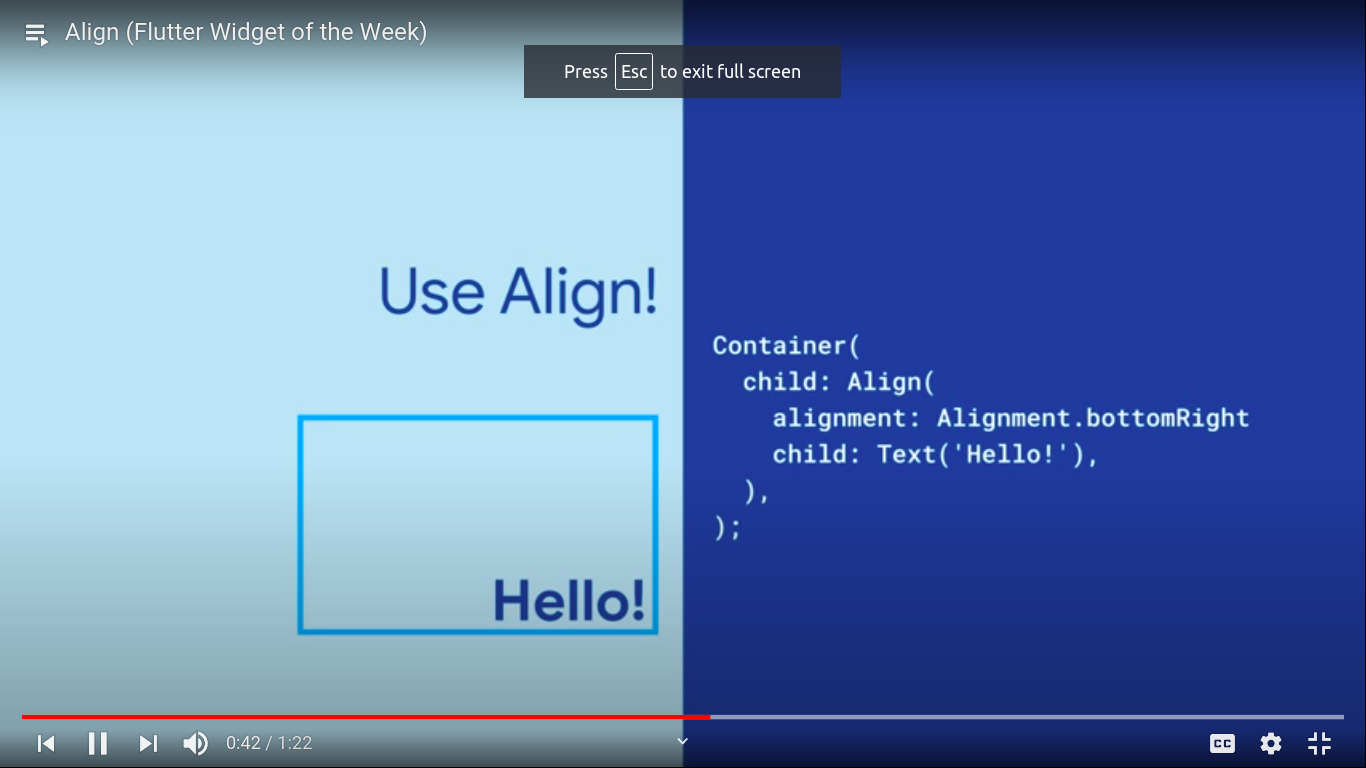 Align (Flutter Widget of the Week)
Press Esc to exit full screen
Use Align!
Hello!
Container(
  child: Align(
    alignment: Alignment.bottomRight
    child: Text('Hello!'),
  ),
);
0:42 / 1:22
CC